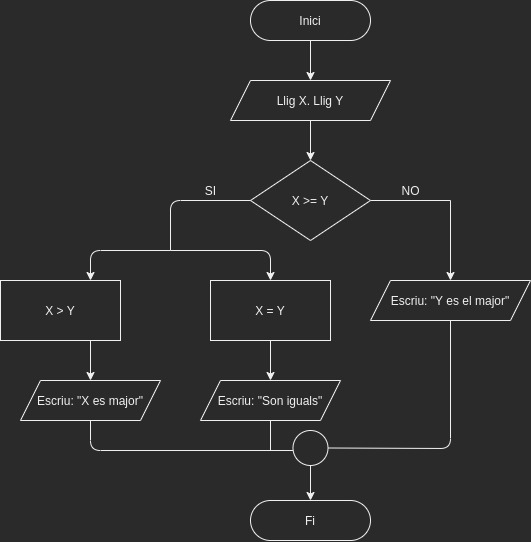 Inici
Llig X. Llig Y
SI
NO
X >= Y
X > Y
X = Y
Escriu: "Y es el major"
Escriu: "X es major"
Escriu: "Son iguals"
Fi